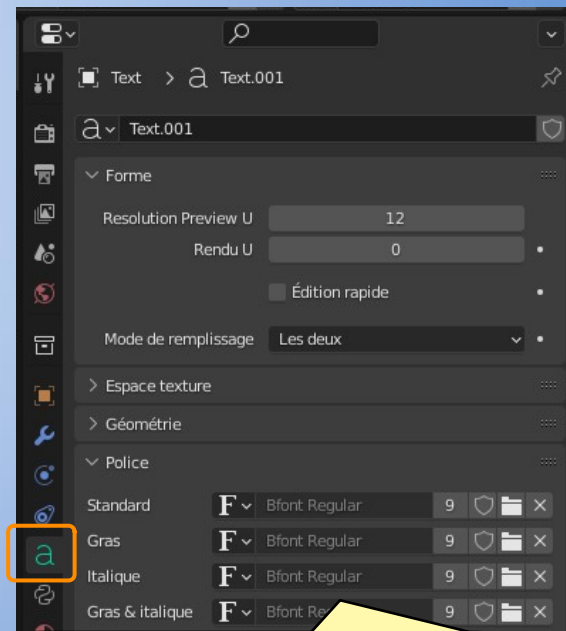 Text > a Text.001
a Text.001
Forme
Resolution Preview U 12
Rendu U 0
Édition rapide
Mode de remplissage Les deux
Espace texture
Géométrie
Police
Standard F Bfont Regular 9
Gras F Bfont Regular 9
Italique F Bfont Regular 9
Gras & italique F Bfont 9
a